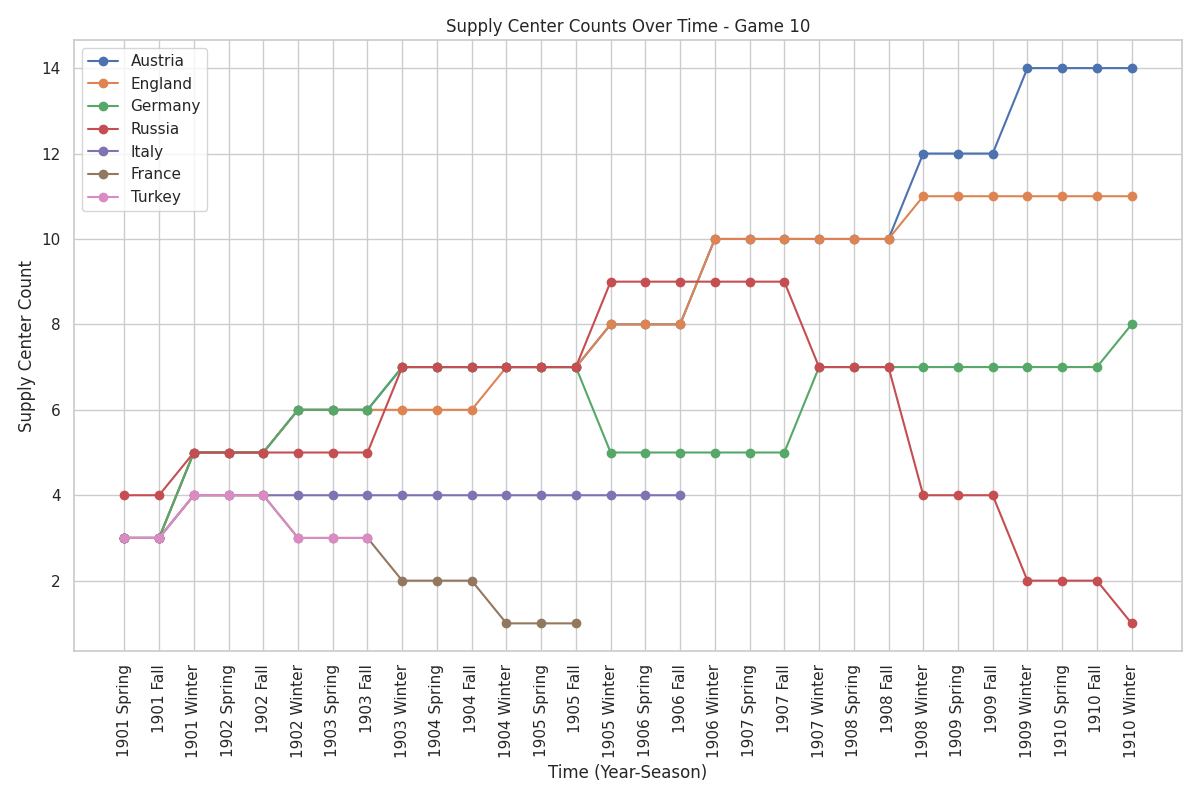 Supply Center Counts Over Time - Game 10
Austria
England
Germany
Russia
Italy
France
Turkey
Supply Center Count
14
12
10
8
6
4
2
1901 Spring
1901 Fall
1901 Winter
1902 Spring
1902 Fall
1902 Winter
1903 Spring
1903 Fall
1903 Winter
1904 Spring
1904 Fall
1904 Winter
1905 Spring
1905 Fall
1905 Winter
1906 Spring
1906 Fall
1906 Winter
1907 Spring
1907 Fall
1907 Winter
1908 Spring
1908 Fall
1908 Winter
1909 Spring
1909 Fall
1909 Winter
1910 Spring
1910 Fall
1910 Winter
Time (Year-Season)